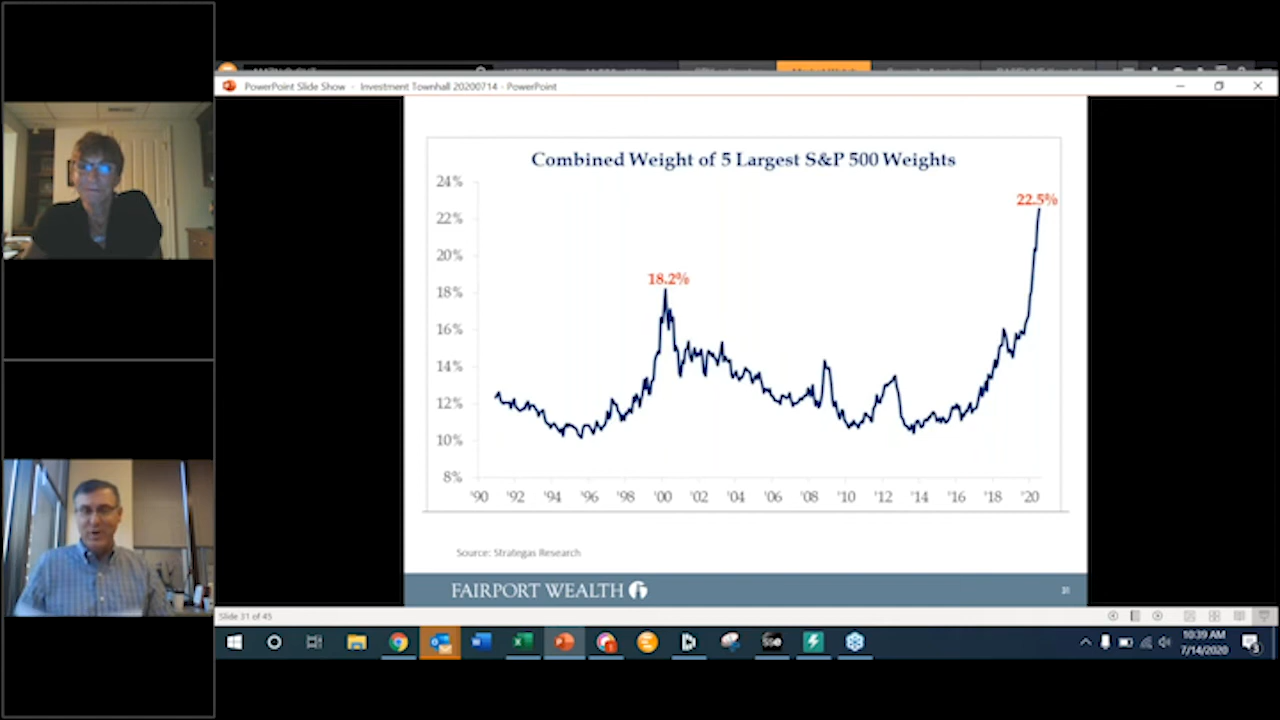 PowerPoint Slide Show - Investment Townhall 20200714 - PowerPoint
Combined Weight of 5 Largest S&P 500 Weights
24%
22%
20%
18%
16%
14%
12%
10%
8%
22.5%
18.2%
'90 '92 '94 '96 '98 '00 '02 '04 '06 '08 '10 '12 '14 '16 '18 '20
Source: Strategas Research
FAIRPORT WEALTH
31
Slide 31 of 45
10:39 AM
7/14/2020
3